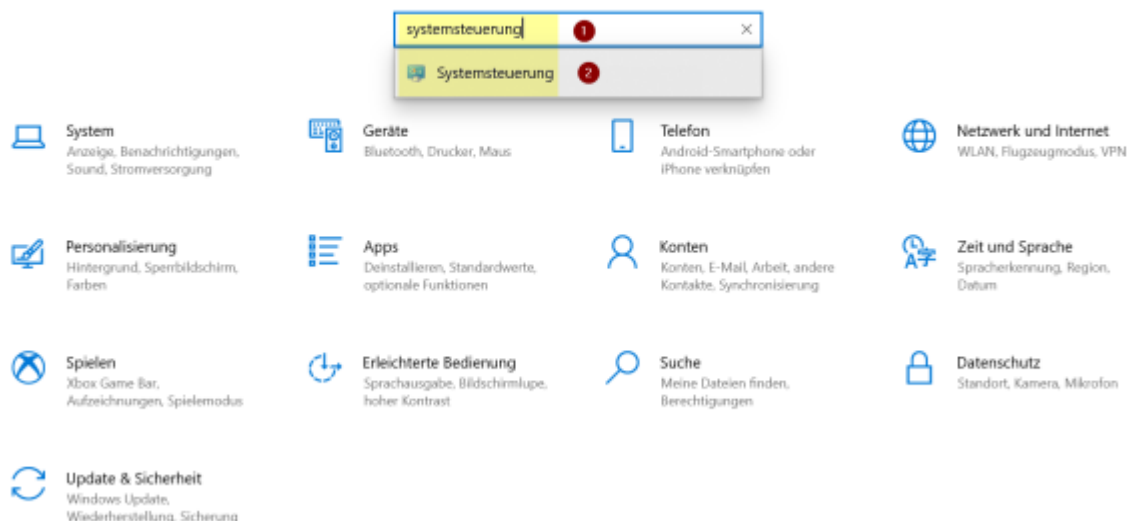 systemsteuerung 1
Systemsteuerung 2
System
Anzeige, Benachrichtigungen,
Sound, Stromversorgung
Geräte
Bluetooth, Drucker, Maus
Telefon
Android-Smartphone oder
iPhone verknüpfen
Netzwerk und Internet
WLAN, Flugzeugmodus, VPN
Personalisierung
Hintergrund, Sperrbildschirm,
Farben
Apps
Deinstallieren, Standardwerte,
optionale Funktionen
Konten
Konten, E-Mail, Arbeit, andere
Kontakte, Synchronisierung
Zeit und Sprache
Spracherkennung, Region,
Datum
Spielen
Xbox Game Bar,
Aufzeichnungen, Spielemodus
Erleichterte Bedienung
Sprachausgabe, Bildschirmlupe,
hoher Kontrast
Suche
Meine Dateien finden,
Berechtigungen
Datenschutz
Standort, Kamera, Mikrofon
Update & Sicherheit
Windows Update,
Wiederherstellung, Sicherung